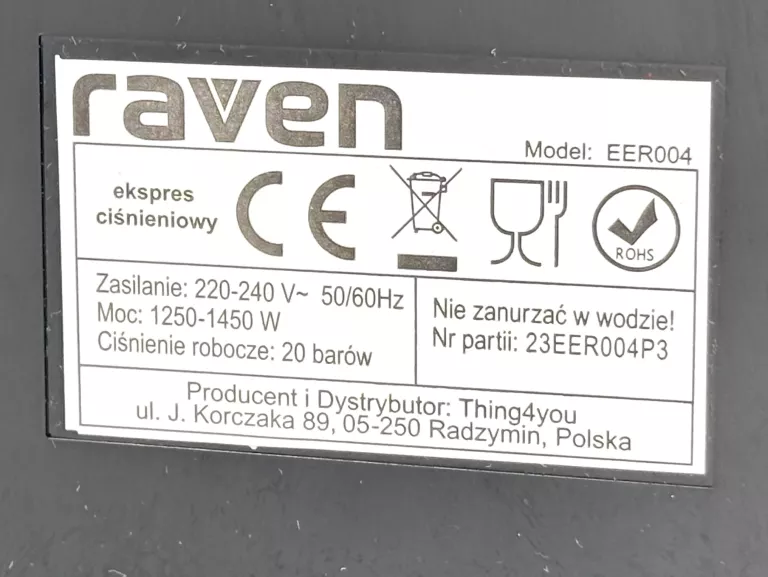 raven
Model: EER004
ekspres
ciśnieniowy
CE
ROHS
Zasilanie: 220-240 V~ 50/60Hz
Moc: 1250-1450 W
Ciśnienie robocze: 20 barów
Nie zanurzać w wodzie!
Nr partii: 23EER004P3
Producent i Dystrybutor: Thing4you
ul. J. Korczaka 89, 05-250 Radzymin, Polska